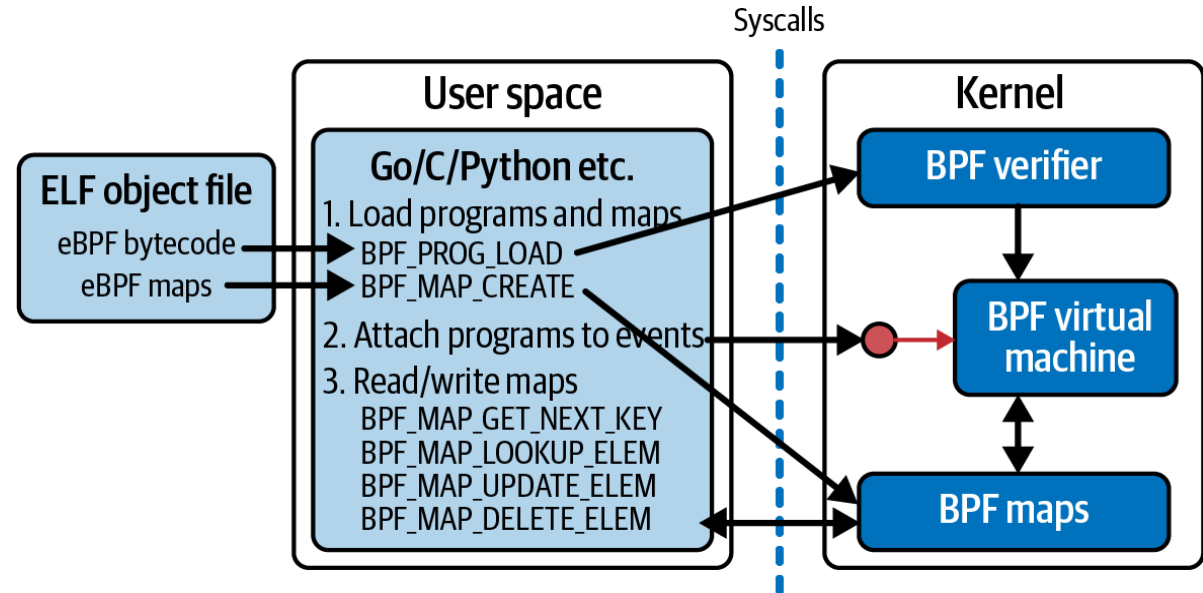 Syscalls
User space
Kernel
ELF object file
eBPF bytecode
eBPF maps
Go/C/Python etc.
1. Load programs and maps
BPF_PROG_LOAD
BPF_MAP_CREATE
2. Attach programs to events
3. Read/write maps
BPF_MAP_GET_NEXT_KEY
BPF_MAP_LOOKUP_ELEM
BPF_MAP_UPDATE_ELEM
BPF_MAP_DELETE_ELEM
BPF verifier
BPF virtual
machine
BPF maps